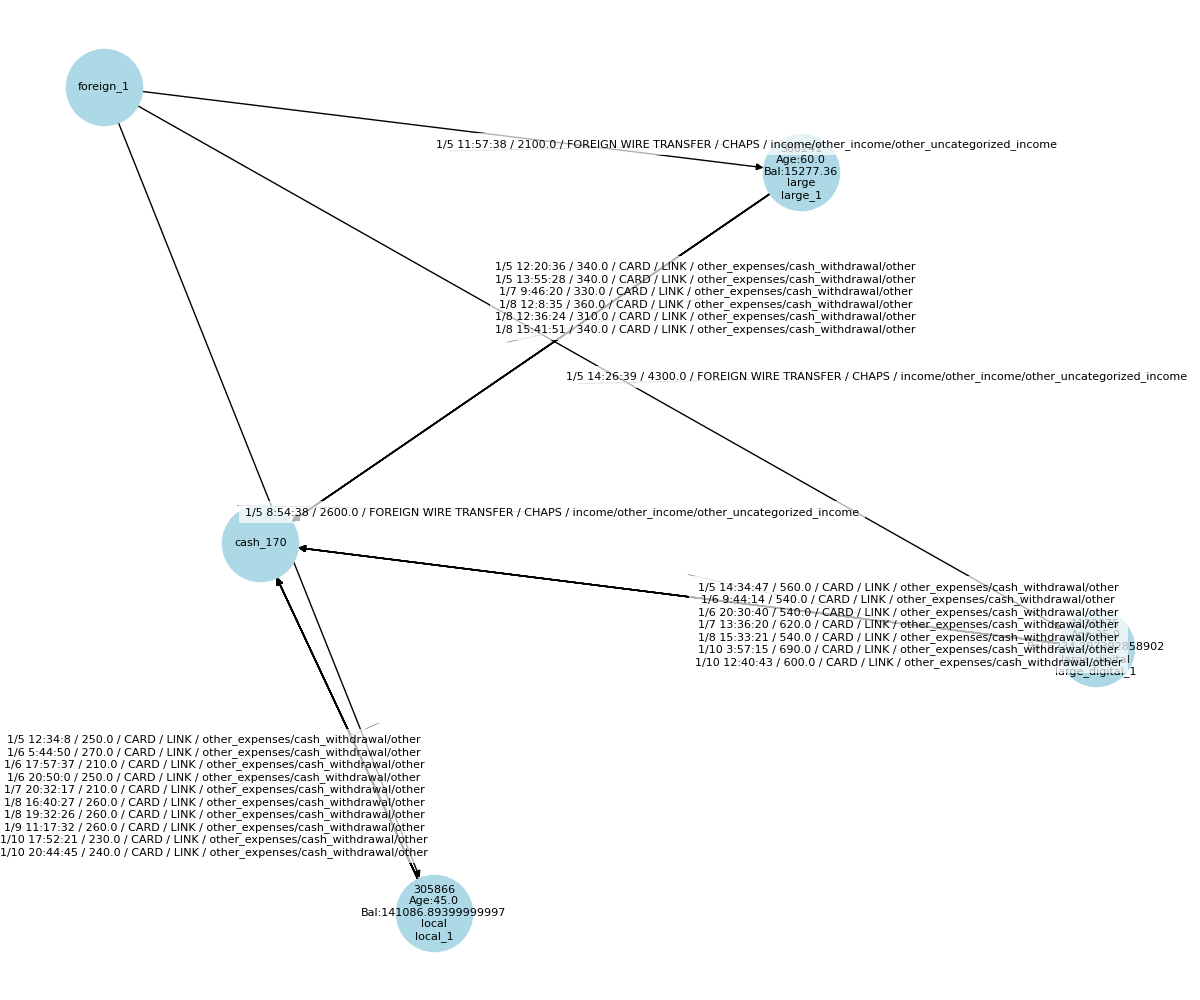 foreign_1
1/5 11:57:38 / 2100.0 / FOREIGN WIRE TRANSFER / CHAPS / income/other_income/other_uncategorized_income
Age:60.0
Bal:15277.36
large
large_1
1/5 12:20:36 / 340.0 / CARD / LINK / other_expenses/cash_withdrawal/other
1/5 13:55:28 / 340.0 / CARD / LINK / other_expenses/cash_withdrawal/other
1/7 9:46:20 / 330.0 / CARD / LINK / other_expenses/cash_withdrawal/other
1/8 12:8:35 / 360.0 / CARD / LINK / other_expenses/cash_withdrawal/other
1/8 12:36:24 / 310.0 / CARD / LINK / other_expenses/cash_withdrawal/other
1/8 15:41:51 / 340.0 / CARD / LINK / other_expenses/cash_withdrawal/other
1/5 14:26:39 / 4300.0 / FOREIGN WIRE TRANSFER / CHAPS / income/other_income/other_uncategorized_income
1/5 8:54:38 / 2600.0 / FOREIGN WIRE TRANSFER / CHAPS / income/other_income/other_uncategorized_income
cash_170
1/5 14:34:47 / 560.0 / CARD / LINK / other_expenses/cash_withdrawal/other
1/6 9:44:14 / 540.0 / CARD / LINK / other_expenses/cash_withdrawal/other
1/6 20:30:40 / 540.0 / CARD / LINK / other_expenses/cash_withdrawal/other
1/7 13:36:20 / 620.0 / CARD / LINK / other_expenses/cash_withdrawal/other
1/8 15:33:21 / 540.0 / CARD / LINK / other_expenses/cash_withdrawal/other
1/10 3:57:15 / 690.0 / CARD / LINK / other_expenses/cash_withdrawal/other
1/10 12:40:43 / 600.0 / CARD / LINK / other_expenses/cash_withdrawal/other
large_digital
large_digital_1
1/5 12:34:8 / 250.0 / CARD / LINK / other_expenses/cash_withdrawal/other
1/6 5:44:50 / 270.0 / CARD / LINK / other_expenses/cash_withdrawal/other
1/6 17:57:37 / 210.0 / CARD / LINK / other_expenses/cash_withdrawal/other
1/6 20:50:0 / 250.0 / CARD / LINK / other_expenses/cash_withdrawal/other
1/7 20:32:17 / 210.0 / CARD / LINK / other_expenses/cash_withdrawal/other
1/8 16:40:27 / 260.0 / CARD / LINK / other_expenses/cash_withdrawal/other
1/8 19:32:26 / 260.0 / CARD / LINK / other_expenses/cash_withdrawal/other
1/9 11:17:32 / 260.0 / CARD / LINK / other_expenses/cash_withdrawal/other
1/10 17:52:21 / 230.0 / CARD / LINK / other_expenses/cash_withdrawal/other
1/10 20:44:45 / 240.0 / CARD / LINK / other_expenses/cash_withdrawal/other
305866
Age:45.0
Bal:141086.89399999997
local
local_1